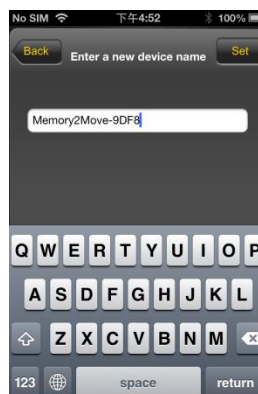 No SIM 下午4:52 100%
Back Enter a new device name Set
Memory2Move-9DF8
Q W E R T Y U I O P
A S D F G H J K L
Z X C V B N M
123 space return